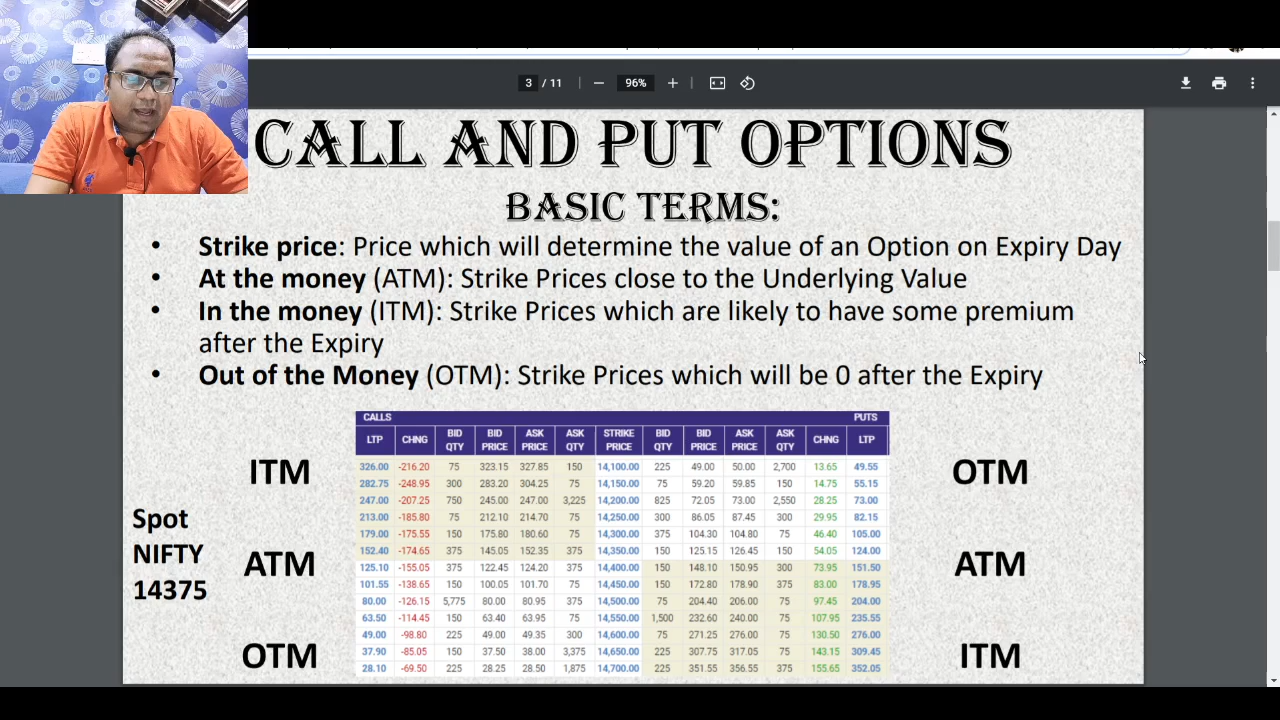 3 / 11 96%
CALL AND PUT OPTIONS
BASIC TERMS:
• Strike price: Price which will determine the value of an Option on Expiry Day
• At the money (ATM): Strike Prices close to the Underlying Value
• In the money (ITM): Strike Prices which are likely to have some premium
after the Expiry
• Out of the Money (OTM): Strike Prices which will be 0 after the Expiry
CALLS PUTS
LTP CHNG BID QTY BID PRICE ASK PRICE ASK QTY STRIKE PRICE BID QTY BID PRICE ASK PRICE ASK QTY CHNG LTP
326.00 -216.20 75 323.15 327.85 150 14,100.00 225 49.00 50.00 2,700 13.65 49.55
282.75 -248.95 300 283.20 304.25 75 14,150.00 75 59.20 59.85 150 14.75 55.15
247.00 -207.25 750 245.00 247.00 3,225 14,200.00 825 72.05 73.00 2,550 28.25 73.00
213.00 -185.80 75 212.10 214.70 75 14,250.00 300 86.05 87.45 300 29.95 82.15
179.00 -175.55 150 175.80 180.60 75 14,300.00 375 104.30 104.80 75 46.40 105.00
152.40 -174.65 375 145.05 152.35 375 14,350.00 150 125.15 126.45 150 54.05 124.00
125.10 -155.05 375 122.45 124.20 375 14,400.00 150 148.10 150.95 300 73.95 151.50
101.55 -138.65 150 100.05 101.70 75 14,450.00 150 172.80 178.90 375 83.00 178.95
80.00 -126.15 5,775 80.00 80.95 375 14,500.00 75 204.40 206.00 75 97.45 204.00
63.50 -114.45 150 63.40 63.95 75 14,550.00 1,500 232.60 240.00 75 107.95 235.55
49.00 -98.80 225 49.00 49.35 300 14,600.00 75 271.25 276.00 75 130.50 276.00
37.90 -85.05 150 37.50 38.00 3,375 14,650.00 225 307.75 317.05 75 143.15 309.45
28.10 -69.50 225 28.25 28.50 1,875 14,700.00 225 351.55 356.55 375 155.65 352.05
ITM
Spot
NIFTY
14375
ATM
OTM
OTM
ATM
ITM